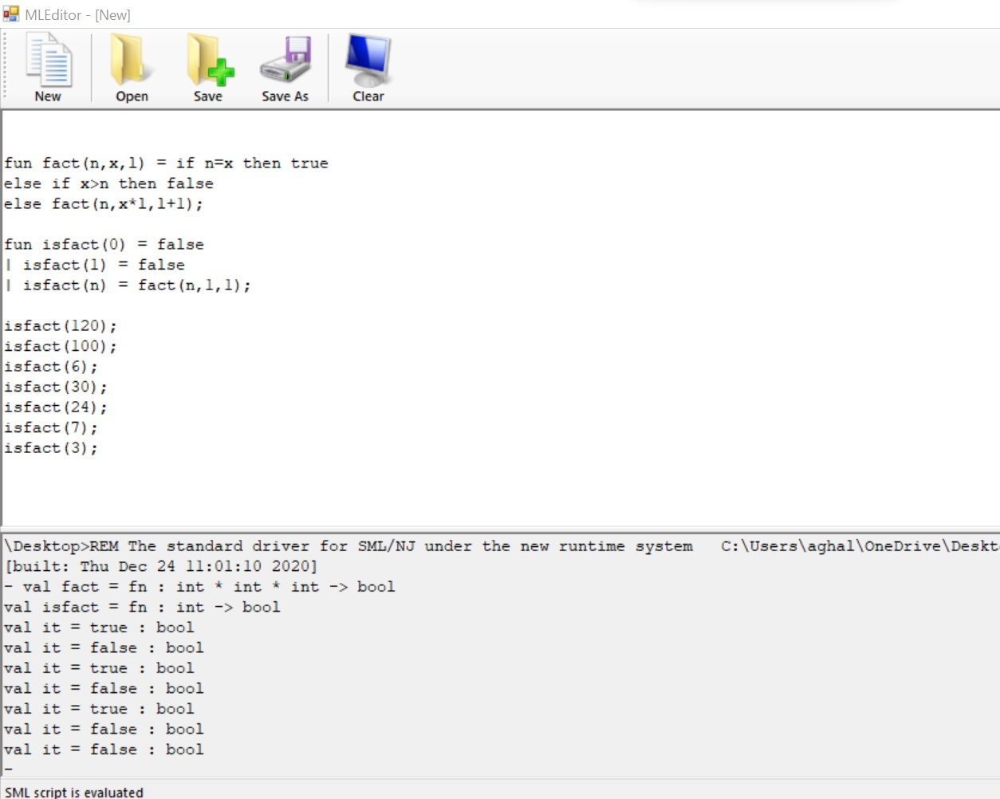 MLEditor - [New]
New Open Save Save As Clear
fun fact(n,x,l) = if n=x then true
else if x>n then false
else fact(n,x*l,l+1);
fun isfact(0) = false
| isfact(1) = false
| isfact(n) = fact(n,1,1);
isfact(120);
isfact(100);
isfact(6);
isfact(30);
isfact(24);
isfact(7);
isfact(3);
\Desktop>REM The standard driver for SML/NJ under the new runtime system C:\Users\aghal\OneDrive\Deskt
[built: Thu Dec 24 11:01:10 2020]
- val fact = fn : int * int * int -> bool
val isfact = fn : int -> bool
val it = true : bool
val it = false : bool
val it = true : bool
val it = false : bool
val it = true : bool
val it = false : bool
val it = false : bool
-
SML script is evaluated